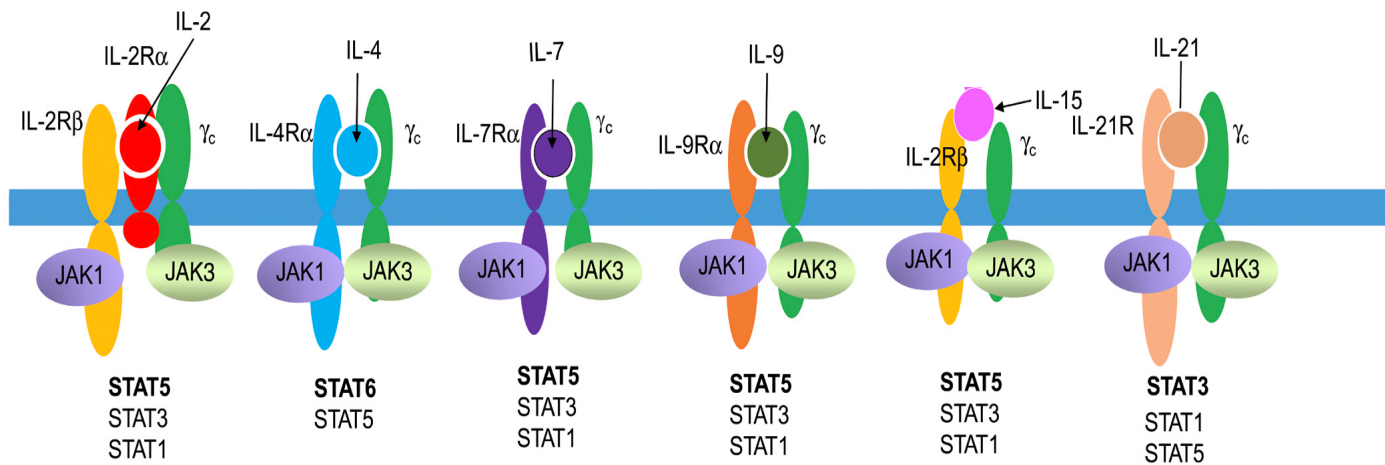 IL-2
IL-2Rα
IL-2Rβ
γc
JAK1
JAK3
STAT5
STAT3
STAT1
IL-4
IL-4Rα
γc
JAK1
JAK3
STAT6
STAT5
IL-7
IL-7Rα
γc
JAK1
JAK3
STAT5
STAT3
STAT1
IL-9
IL-9Rα
γc
JAK1
JAK3
STAT5
STAT3
STAT1
IL-15
IL-2Rβ
γc
JAK1
JAK3
STAT5
STAT3
STAT1
IL-21
IL-21R
γc
JAK1
JAK3
STAT3
STAT1
STAT5